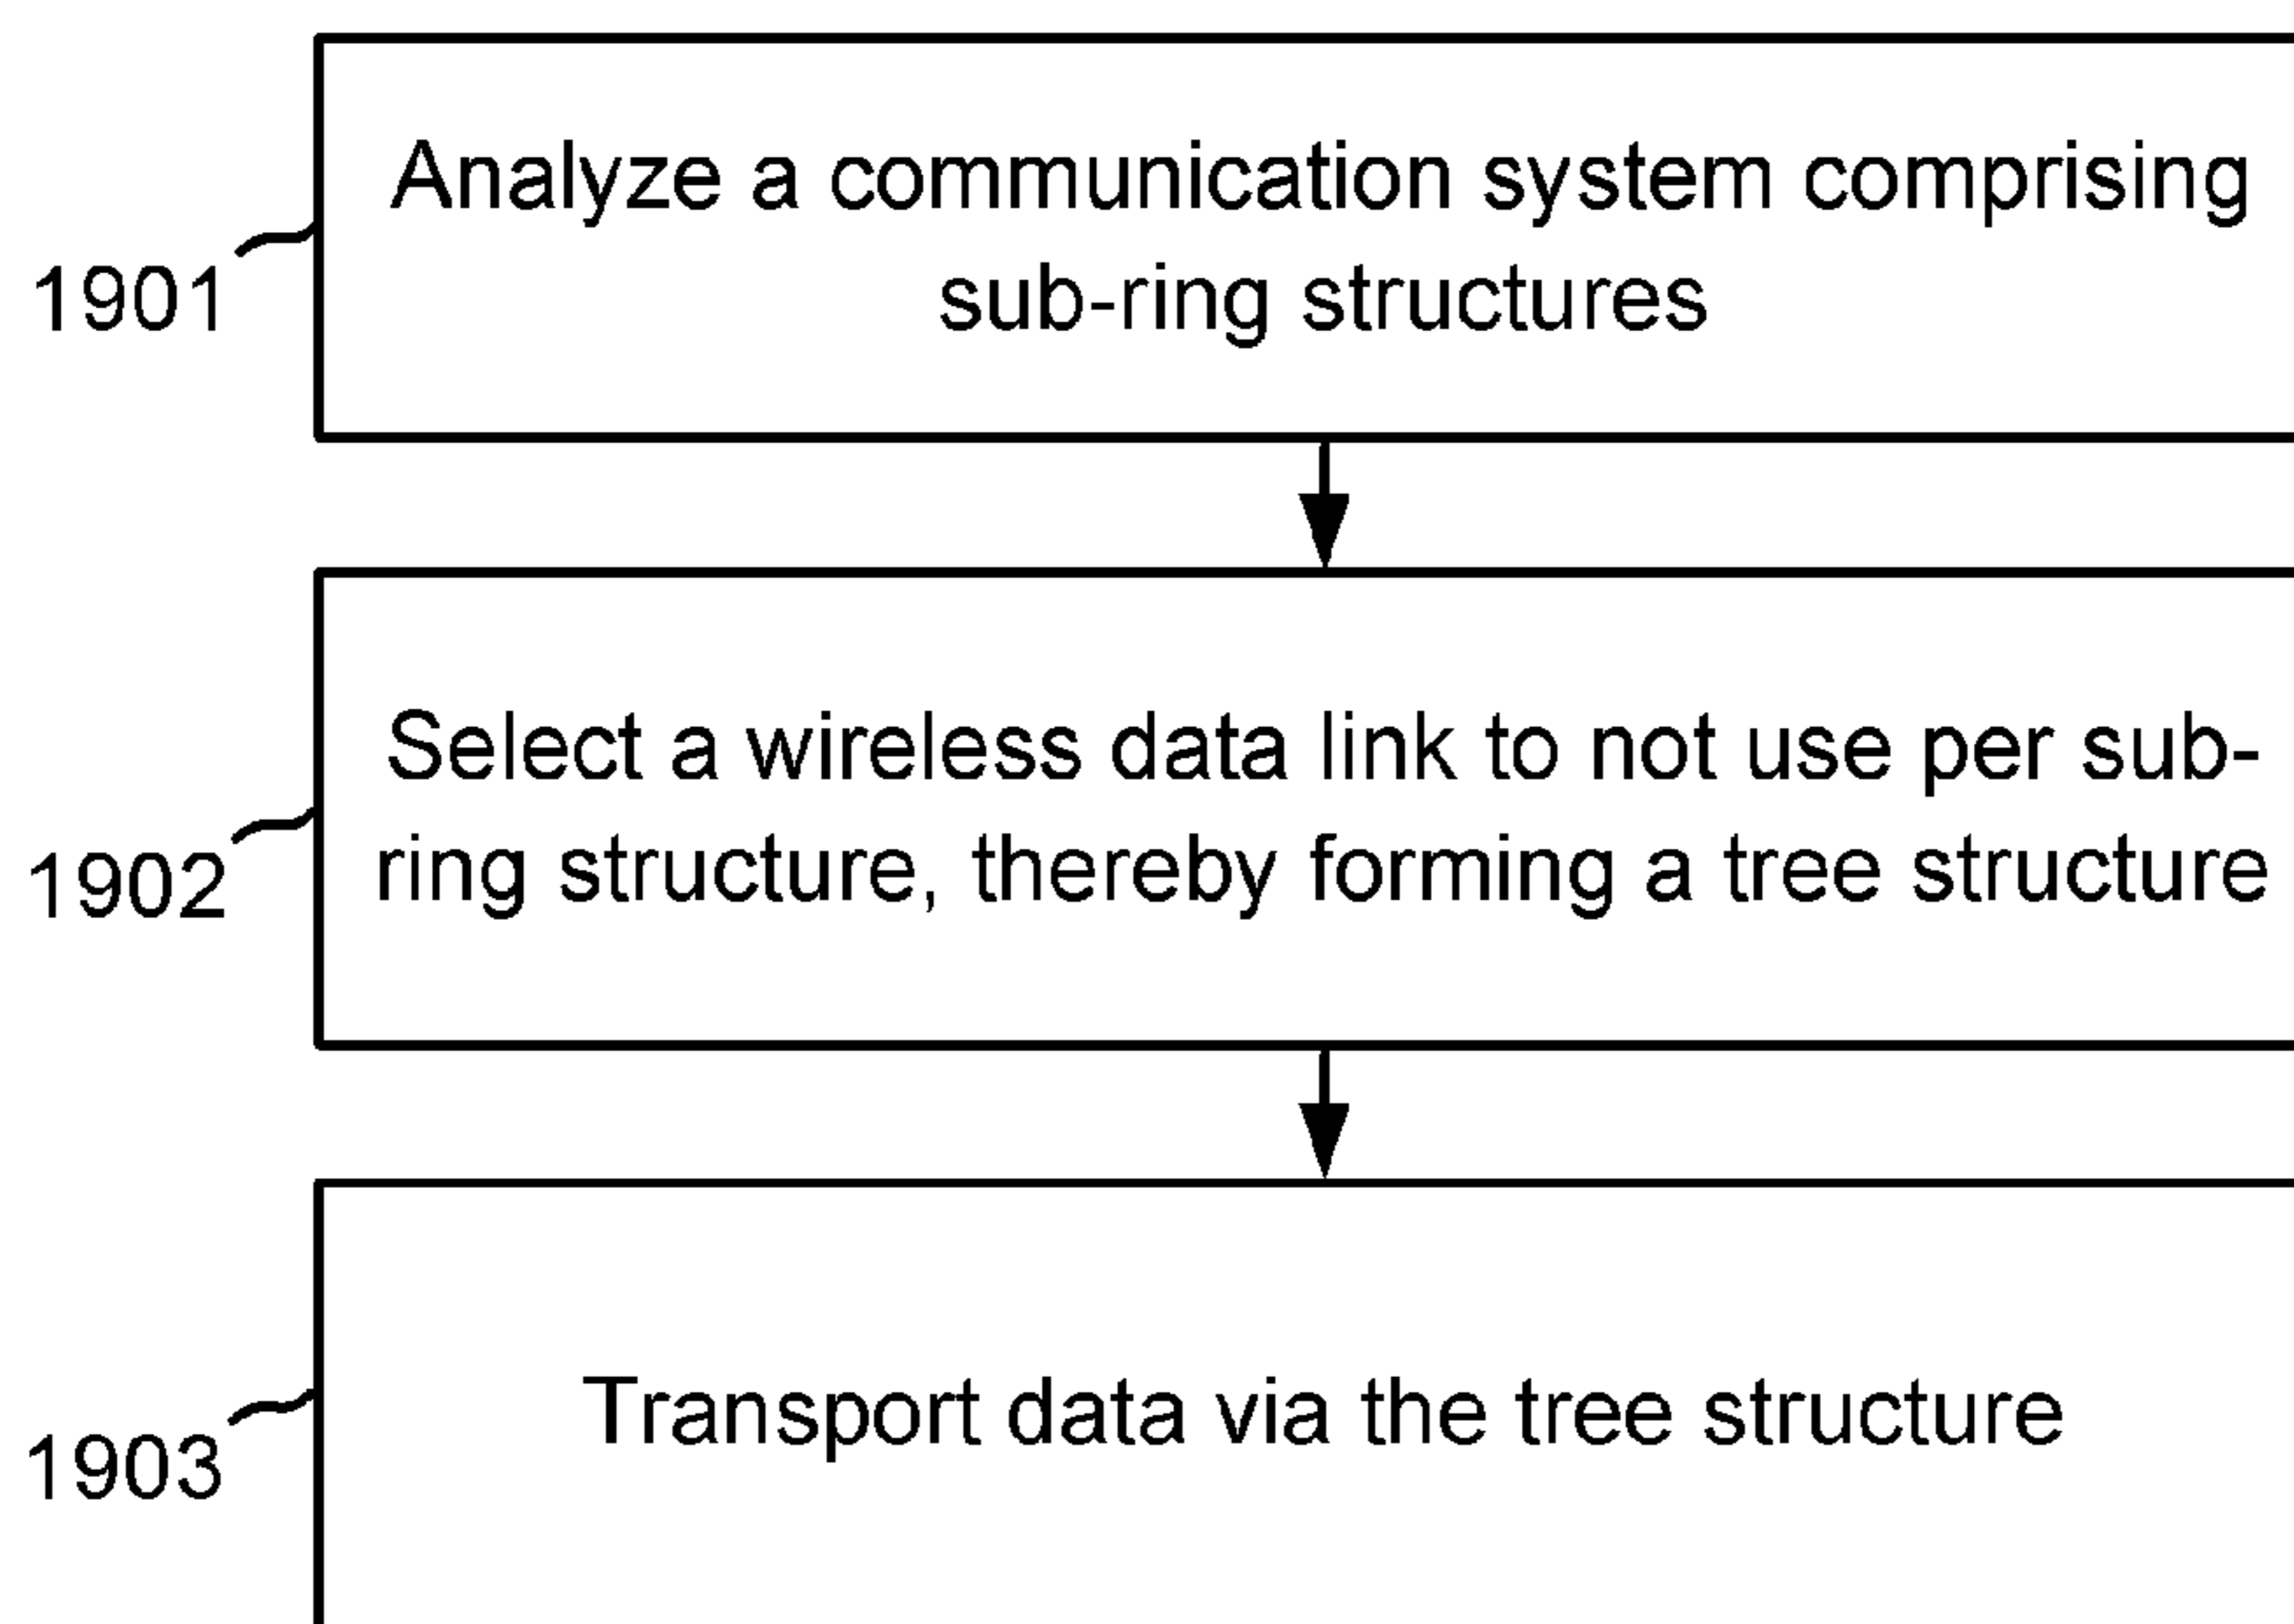 Analyze a communication system comprising
sub-ring structures
1901
Select a wireless data link to not use per sub-
ring structure, thereby forming a tree structure
1902
Transport data via the tree structure
1903